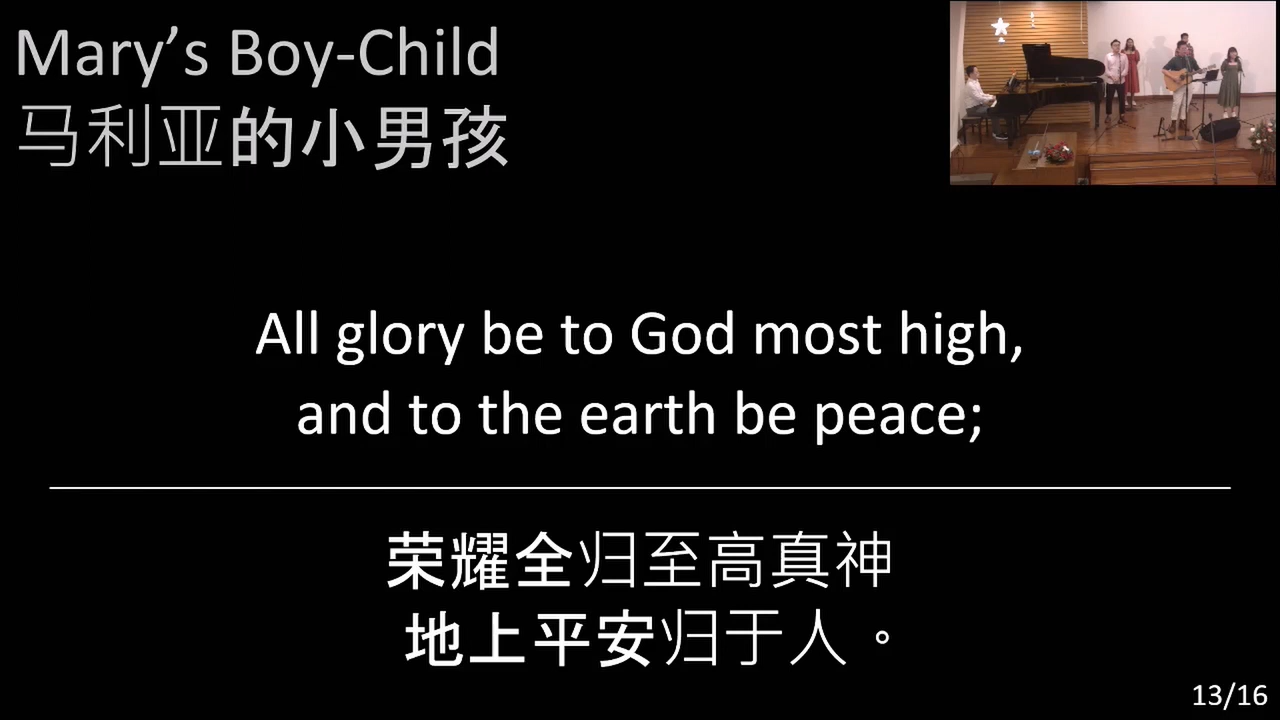 Mary’s Boy-Child
马利亚的小男孩
All glory be to God most high,
and to the earth be peace;
荣耀全归至高真神
地上平安归于人。
13/16